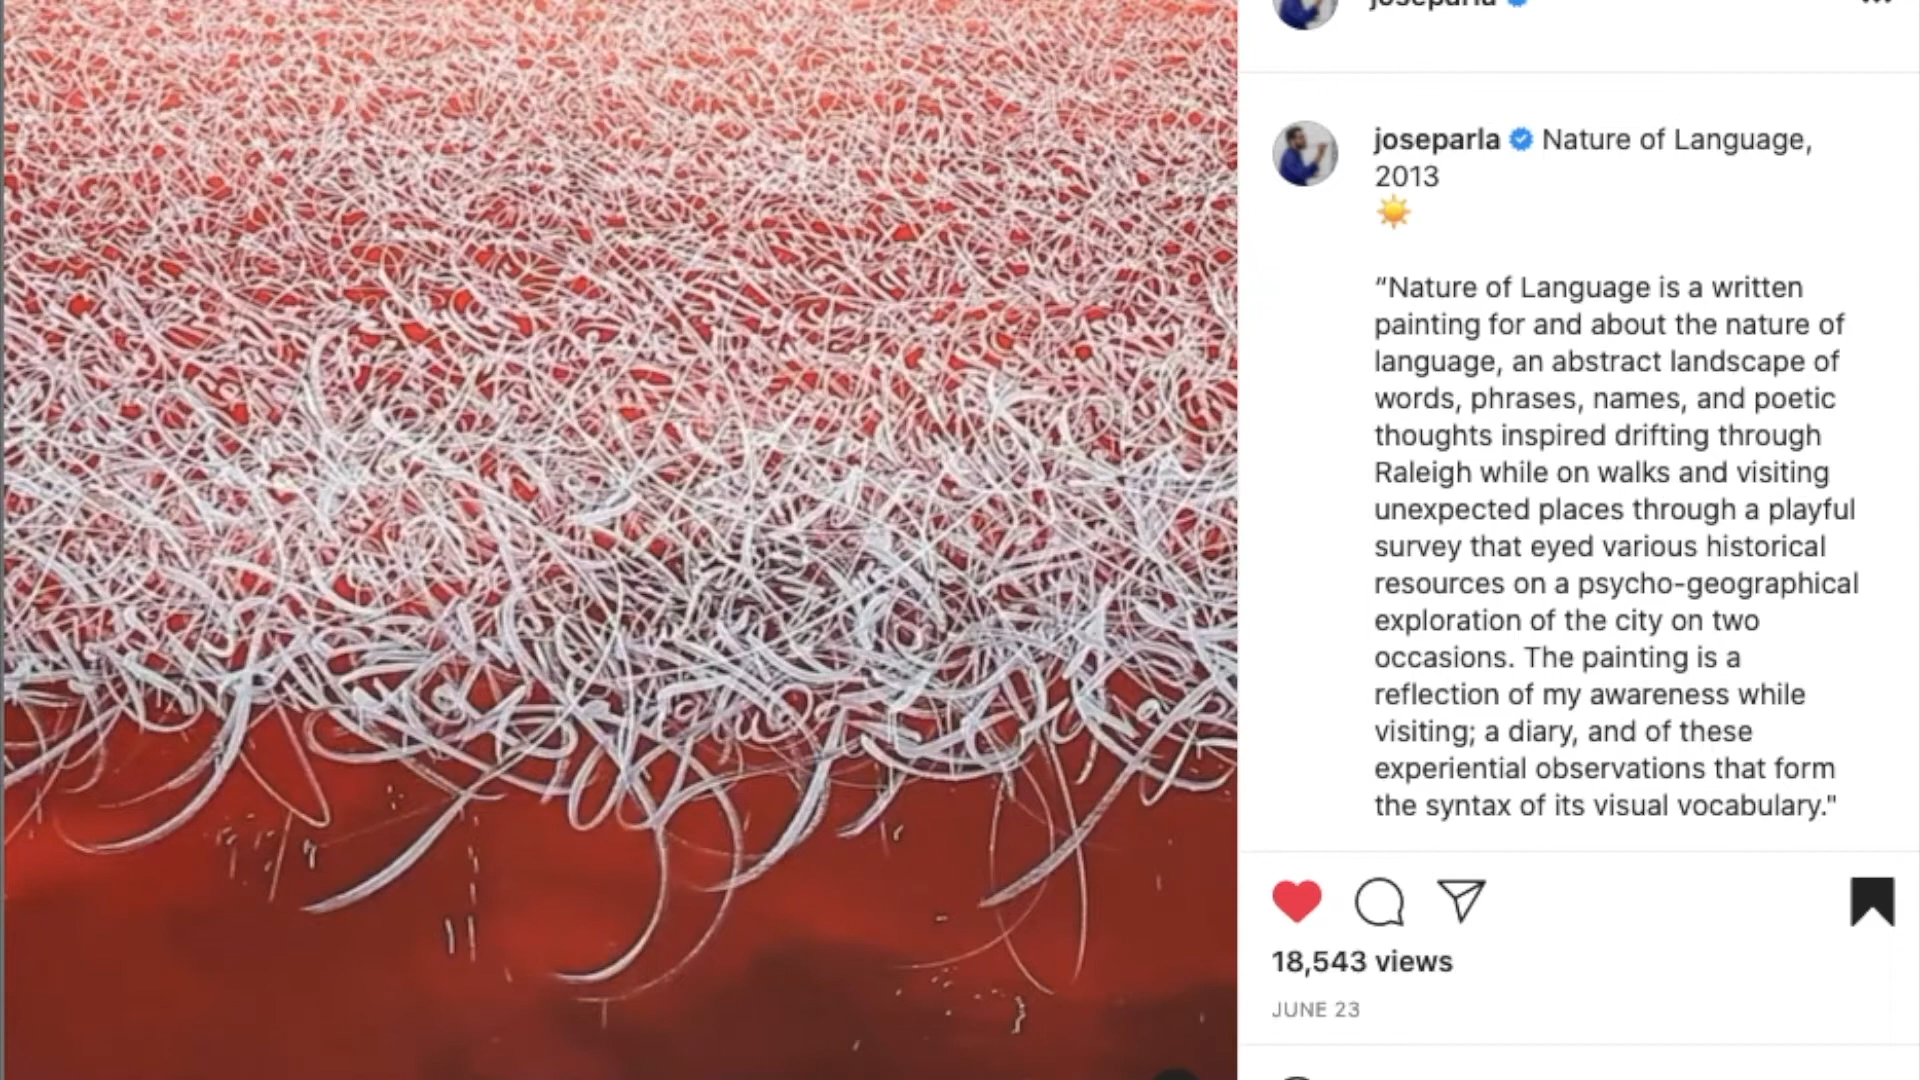 joseparla
joseparla Nature of Language,
2013
“Nature of Language is a written
painting for and about the nature of
language, an abstract landscape of
words, phrases, names, and poetic
thoughts inspired drifting through
Raleigh while on walks and visiting
unexpected places through a playful
survey that eyed various historical
resources on a psycho-geographical
exploration of the city on two
occasions. The painting is a
reflection of my awareness while
visiting; a diary, and of these
experiential observations that form
the syntax of its visual vocabulary."
18,543 views
JUNE 23